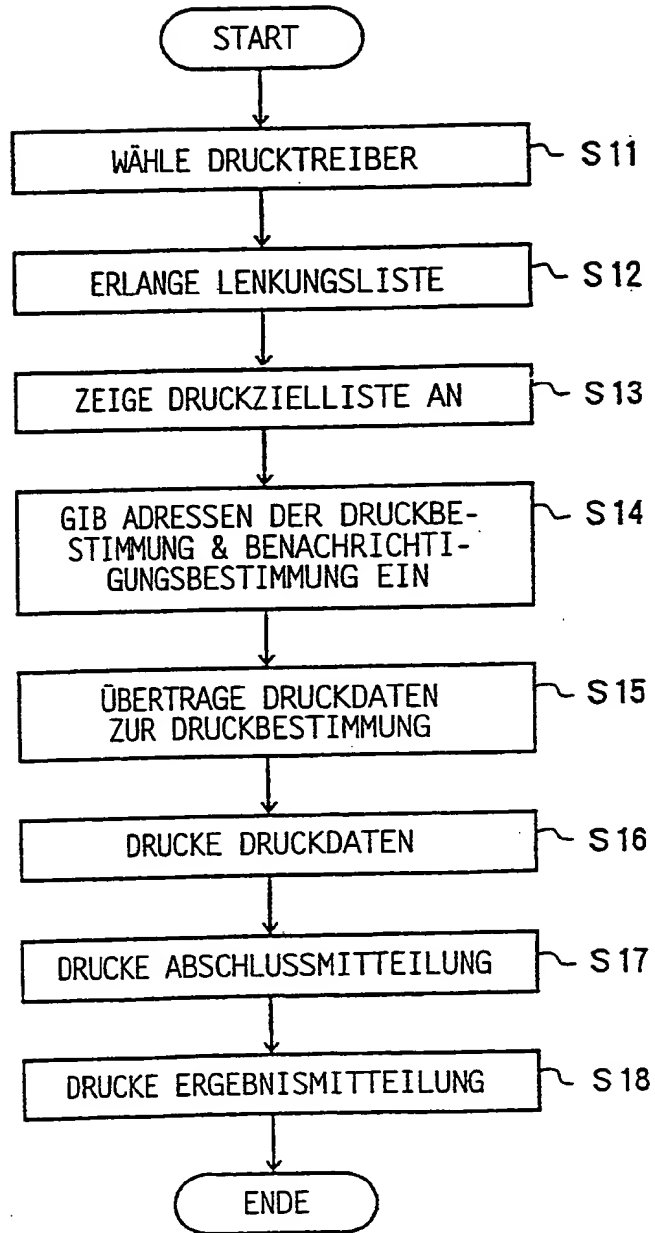 START
WÄHLE DRUCKTREIBER
S11
ERLANGE LENKUNGSLISTE
S12
ZEIGE DRUCKZIELLISTE AN
S13
GIB ADRESSEN DER DRUCKBE-
STIMMUNG & BENACHRICHTI-
GUNGSBESTIMMUNG EIN
S14
ÜBERTRAGE DRUCKDATEN
ZUR DRUCKBESTIMMUNG
S15
DRUCKE DRUCKDATEN
S16
DRUCKE ABSCHLUSSMITTEILUNG
S17
DRUCKE ERGEBNISMITTEILUNG
S18
ENDE